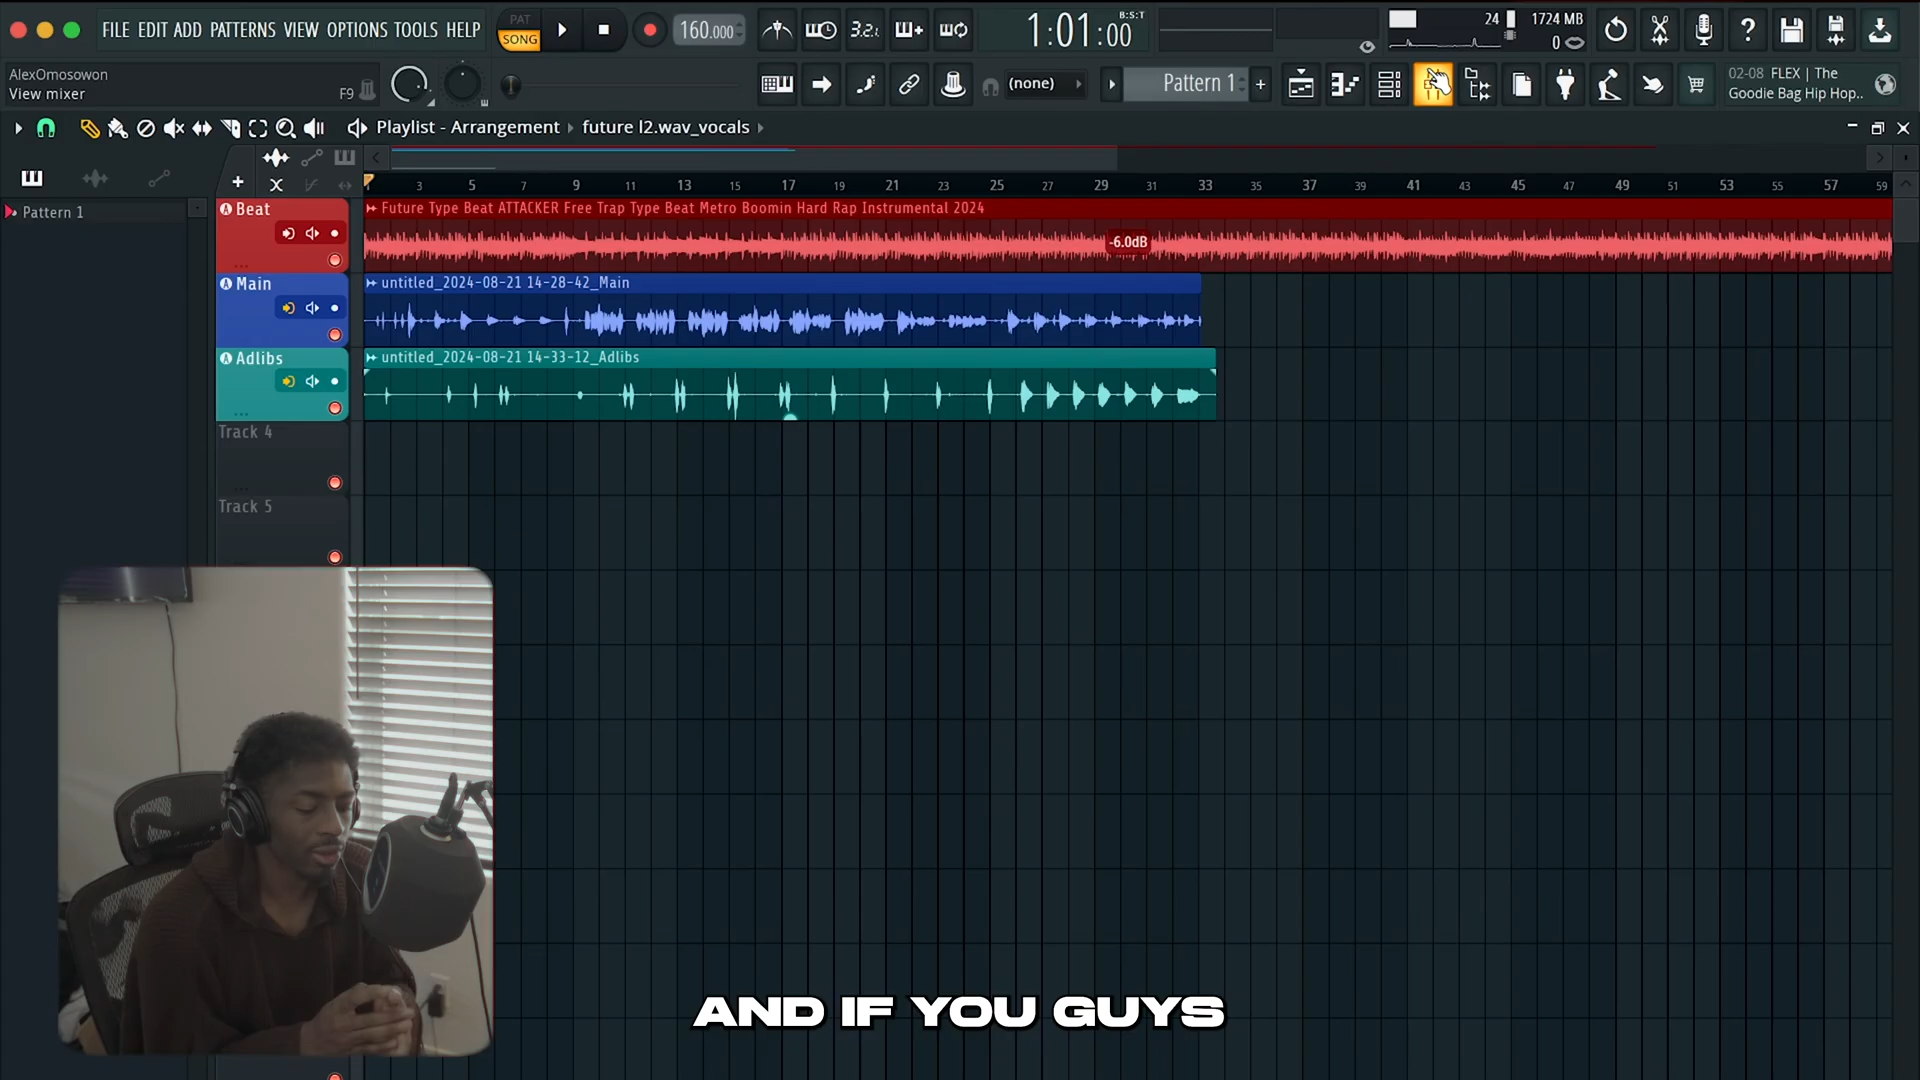 FILE EDIT ADD PATTERNS VIEW OPTIONS TOOLS HELP
PAT
SONG
160.000
3.2.
1:01:00
B:S:T
24
1724 MB
0
AlexOmosowon
View mixer
F9
(none)
Pattern 1
+
02-08 FLEX | The
Goodie Bag Hip Hop..
Playlist - Arrangement
future l2.wav_vocals
3 5 7 9 11 13 15 17 19 21 23 25 27 29 31 33 35 37 39 41 43 45 47 49 51 53 55 57 59
Pattern 1
Beat
Future Type Beat ATTACKER Free Trap Type Beat Metro Boomin Hard Rap Instrumental 2024
-6.0dB
Main
untitled_2024-08-21 14-28-42_Main
Adlibs
untitled_2024-08-21 14-33-12_Adlibs
Track 4
Track 5
AND IF YOU GUYS